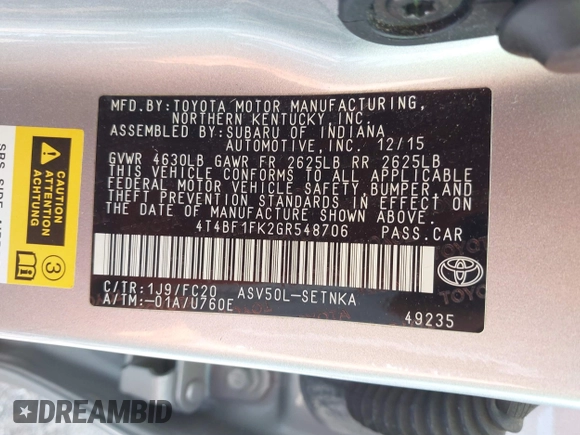 MFD.BY:TOYOTA MOTOR MANUFACTURING,
NORTHERN KENTUCKY, INC.
ASSEMBLED BY:SUBARU OF INDIANA
AUTOMOTIVE, INC. 12/15
GVWR 4630LB GAWR FR 2625LB RR 2625LB
THIS VEHICLE CONFORMS TO ALL APPLICABLE
FEDERAL MOTOR VEHICLE SAFETY, BUMPER, AND
THEFT PREVENTION STANDARDS IN EFFECT ON
THE DATE OF MANUFACTURE SHOWN ABOVE.
4T4BF1FK2GR548706 PASS.CAR
C/TR:1J9/FC20 ASV50L-SETNKA
A/TM:-01A/U760E
49235
TOYOTA
CAUTION
ATTENTION
ACHTUNG
3
SRS SIDE
DREAMBID